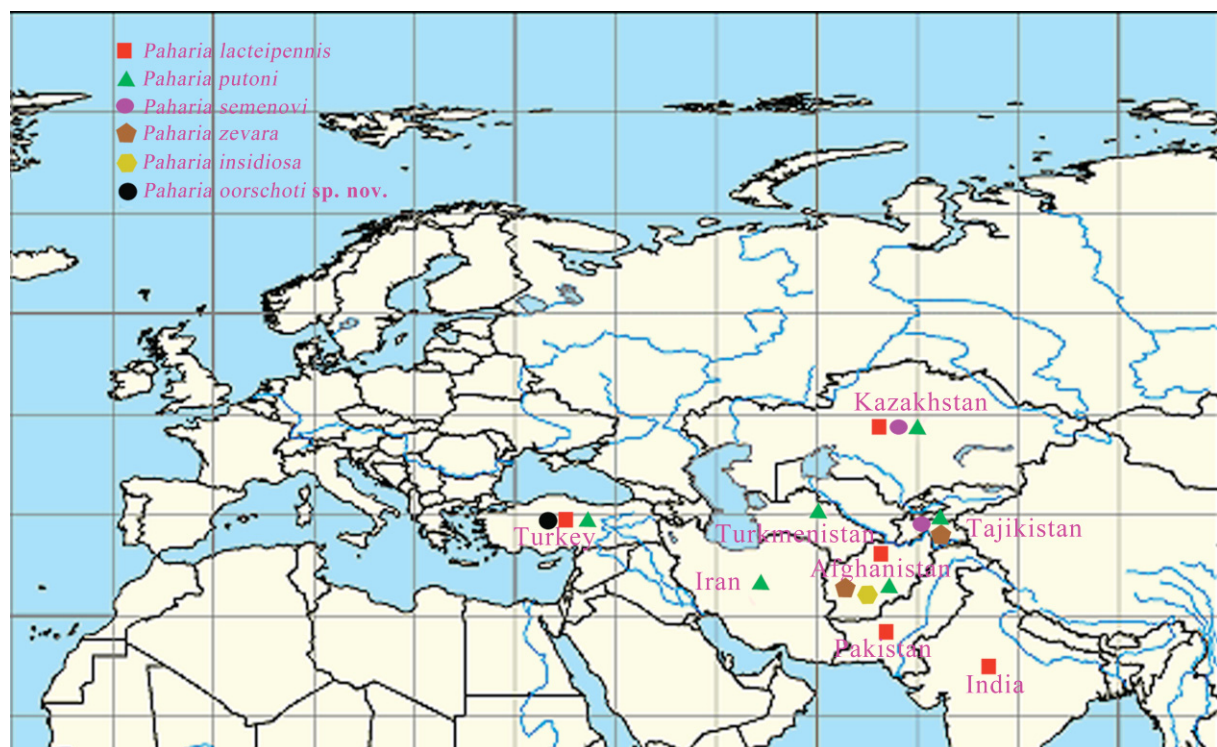 Paharia lacteipennis
Paharia putoni
Paharia semenovi
Paharia zevara
Paharia insidiosa
Paharia oorschoti sp. nov.
Kazakhstan
Turkey
Turkmenistan
Tajikistan
Iran
Afghanistan
Pakistan
India